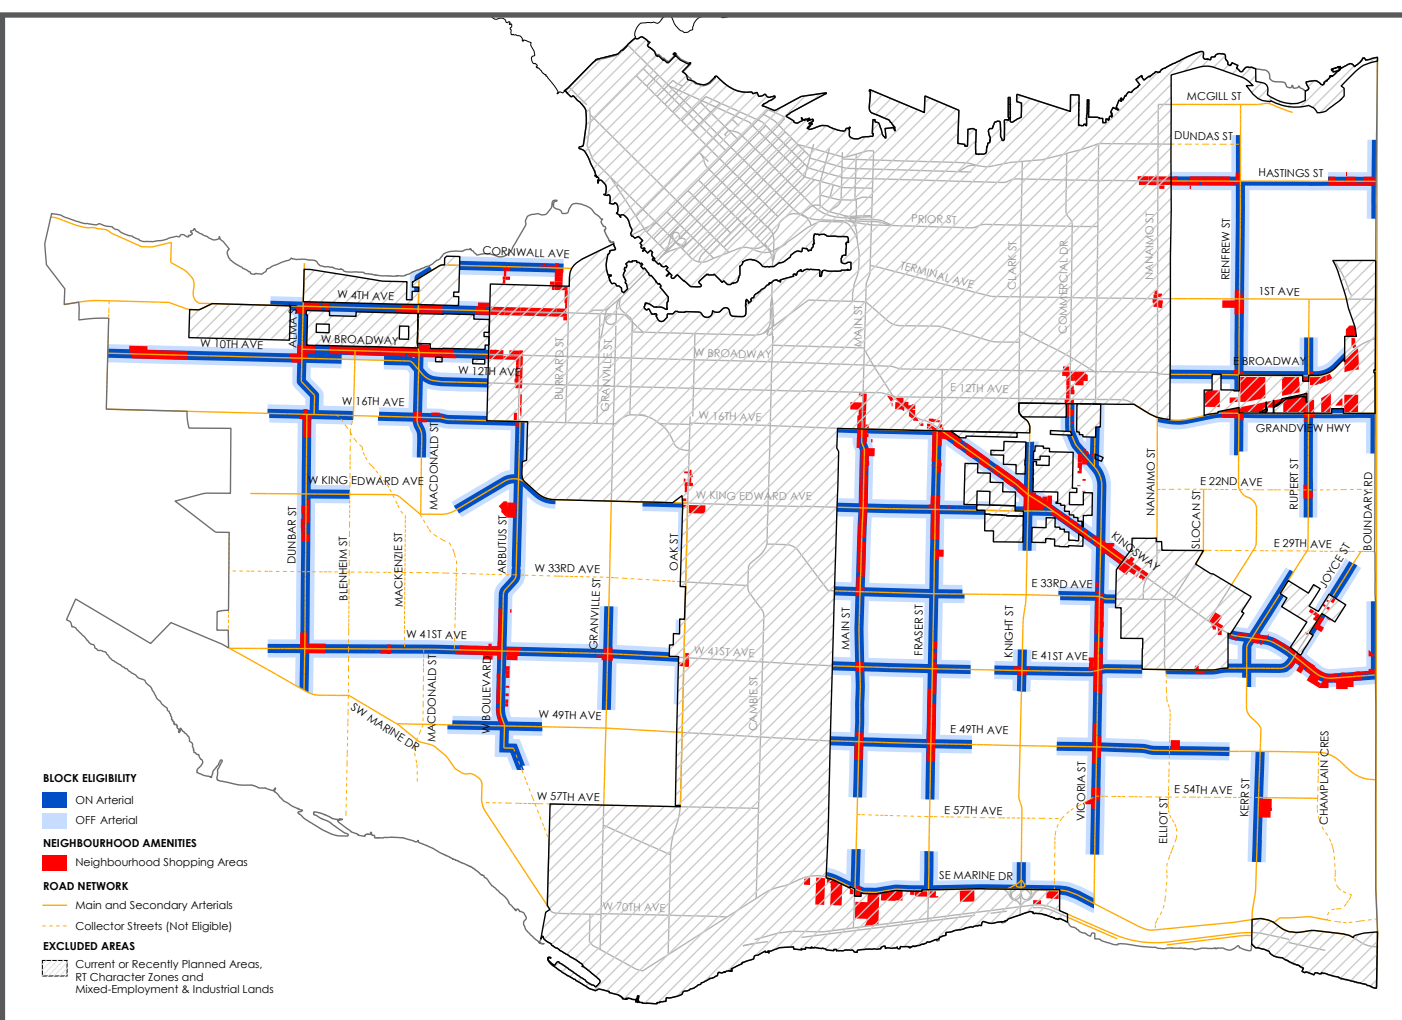 MCGILL ST
DUNDAS ST
HASTINGS ST
PRIOR ST
NANAIMO ST
RENFREW ST
CLARK ST
COMMERCIAL DR
TERMINAL AVE
CORNWALL AVE
1ST AVE
W 4TH AVE
ALMA ST
MAIN ST
W BROADWAY
W 10TH AVE
W BROADWAY
E BROADWAY
BURRARD ST
GRANVILLE ST
W 12TH AVE
E 12TH AVE
W 16TH AVE
W 16TH AVE
GRANDVIEW HWY
MACDONALD ST
W KING EDWARD AVE
W KING EDWARD AVE
E 22ND AVE
NANAIMO ST
SLOCAN ST
RUPERT ST
BOUNDARY RD
DUNBAR ST
BLENHEIM ST
MACKENZIE ST
ARBUTUS ST
OAK ST
KINGSWAY
E 29TH AVE
JOYCE ST
W 33RD AVE
E 33RD AVE
GRANVILLE ST
MAIN ST
FRASER ST
KNIGHT ST
W 41ST AVE
W 41ST AVE
E 41ST AVE
MACDONALD ST
W BOULEVARD
CAMBIE ST
SW MARINE DR
W 49TH AVE
E 49TH AVE
VICTORIA ST
ELLIOT ST
KERR ST
CHAMPLAIN CRES
E 54TH AVE
W 57TH AVE
E 57TH AVE
SE MARINE DR
W 70TH AVE
BLOCK ELIGIBILITY
ON Arterial
OFF Arterial
NEIGHBOURHOOD AMENITIES
Neighbourhood Shopping Areas
ROAD NETWORK
Main and Secondary Arterials
Collector Streets (Not Eligible)
EXCLUDED AREAS
Current or Recently Planned Areas,
RT Character Zones and
Mixed-Employment & Industrial Lands